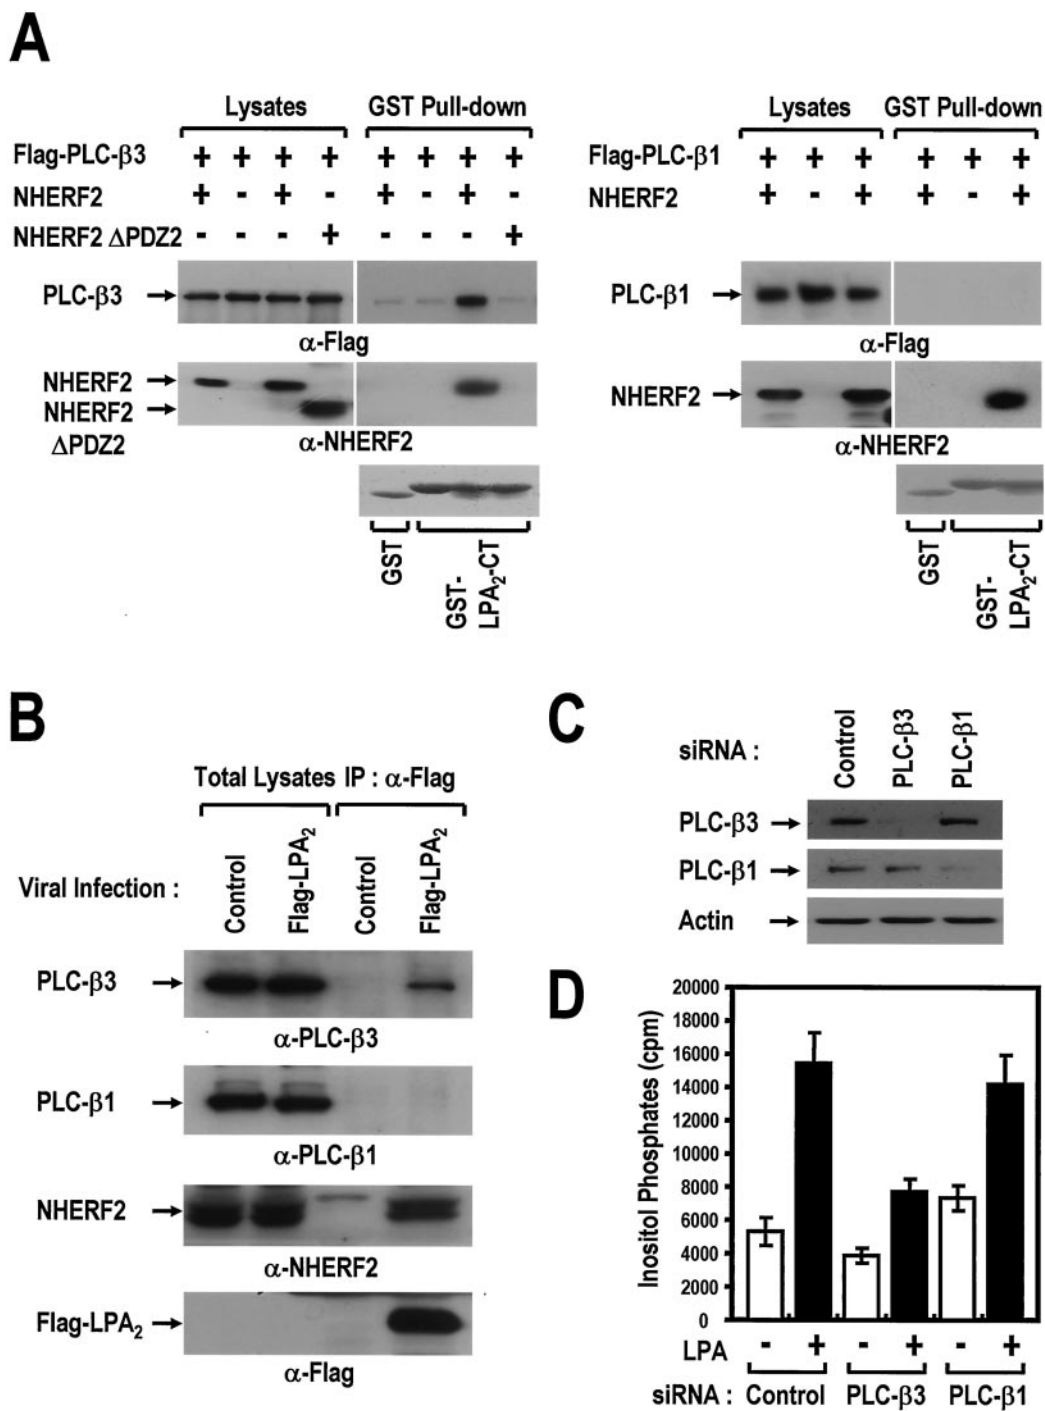 A
Lysates GST Pull-down
Flag-PLC-β3 + + + + + + + +
NHERF2 + - + - + - + -
NHERF2 ΔPDZ2 - - - + - - - +
PLC-β3
α-Flag
NHERF2
NHERF2
ΔPDZ2
α-NHERF2
GST
GST-
LPA2-CT
Lysates GST Pull-down
Flag-PLC-β1 + + + + + +
NHERF2 + - + + - +
PLC-β1
α-Flag
NHERF2
α-NHERF2
GST
GST-
LPA2-CT
B
Total Lysates IP : α-Flag
Viral Infection : Control Flag-LPA2 Control Flag-LPA2
PLC-β3
α-PLC-β3
PLC-β1
α-PLC-β1
NHERF2
α-NHERF2
Flag-LPA2
α-Flag
C
siRNA : Control PLC-β3 PLC-β1
PLC-β3
PLC-β1
Actin
D
Inositol Phosphates (cpm)
20000
18000
16000
14000
12000
10000
8000
6000
4000
2000
0
LPA - + - + - +
siRNA : Control PLC-β3 PLC-β1